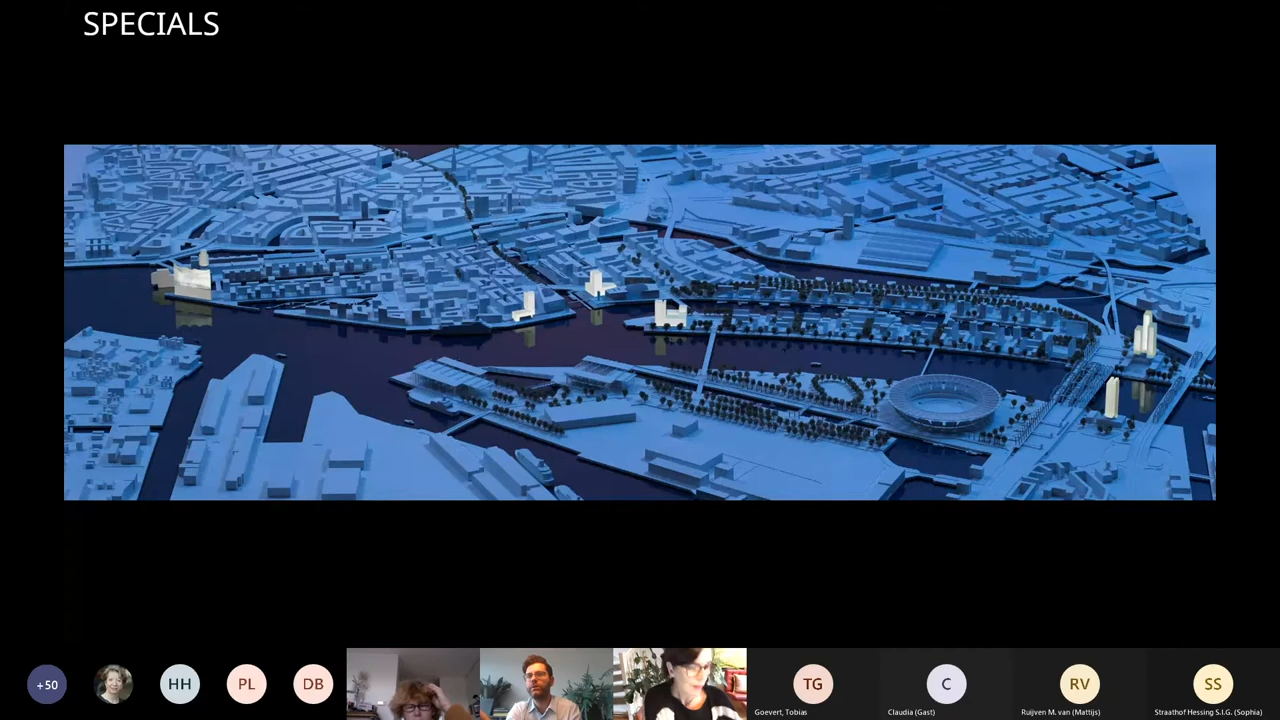 SPECIALS
+50
HH
PL
DB
TG
C
RV
SS
Goevert, Tobias
Claudia (Gast)
Ruijven M. van (Mattijs)
Straathof Hessing S.I.G. (Sophia)